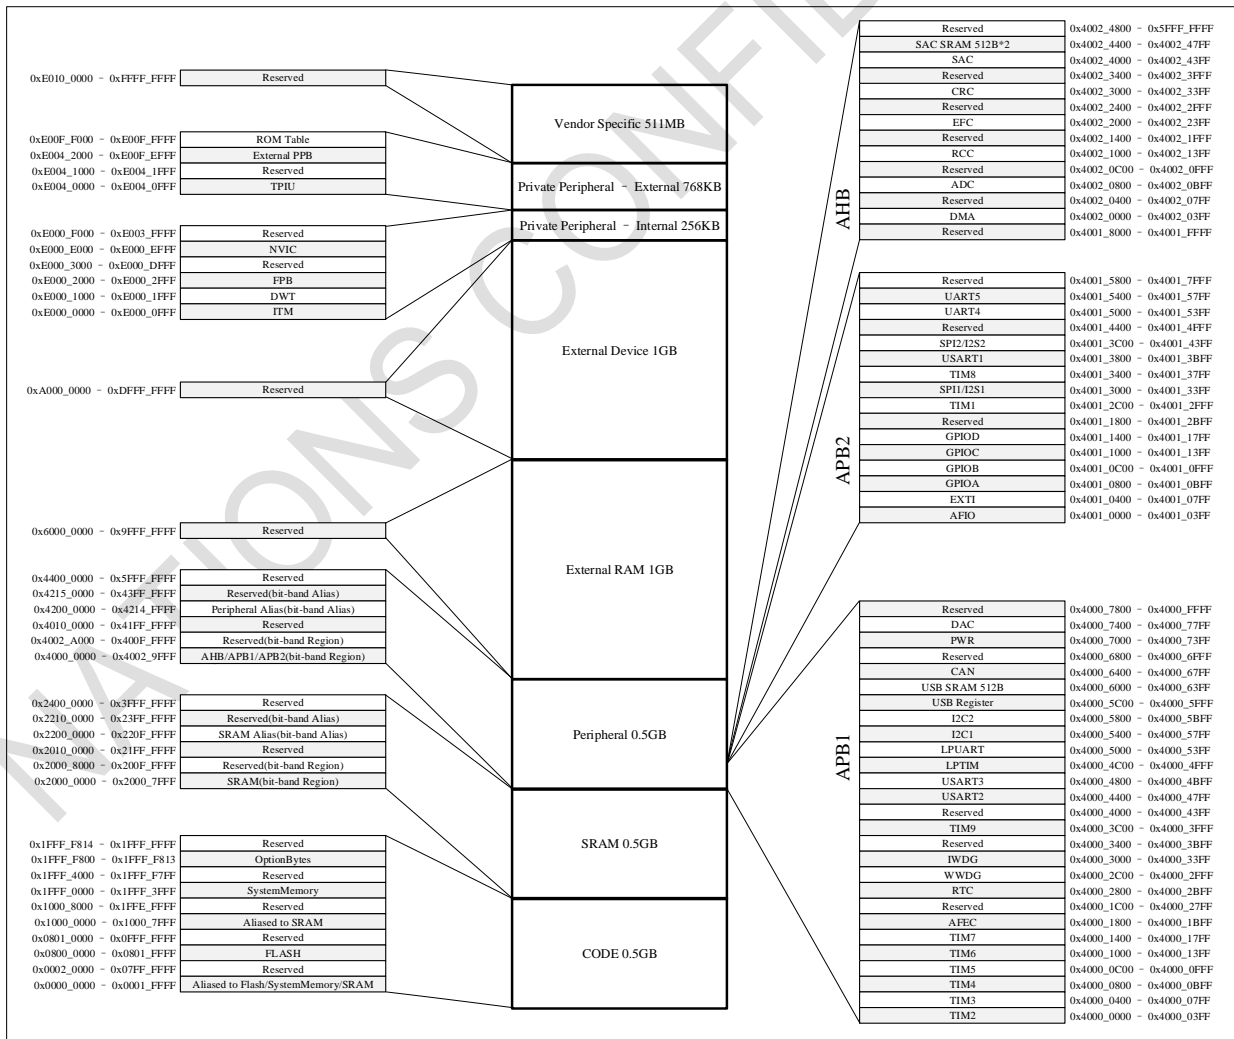 0xE010_0000 - 0xFFFF_FFFF Reserved
0xE00F_F000 - 0xE00F_FFFF ROM Table
0xE004_2000 - 0xE00F_EFFF External PPB
0xE004_1000 - 0xE004_1FFF Reserved
0xE004_0000 - 0xE004_0FFF TPIU
0xE000_F000 - 0xE003_FFFF Reserved
0xE000_E000 - 0xE000_EFFF NVIC
0xE000_3000 - 0xE000_DFFF Reserved
0xE000_2000 - 0xE000_2FFF FPB
0xE000_1000 - 0xE000_1FFF DWT
0xE000_0000 - 0xE000_0FFF ITM
0xA000_0000 - 0xDFFF_FFFF Reserved
0x6000_0000 - 0x9FFF_FFFF Reserved
0x4400_0000 - 0x5FFF_FFFF Reserved
0x4215_0000 - 0x43FF_FFFF Reserved(bit-band Alias)
0x4200_0000 - 0x4214_FFFF Peripheral Alias(bit-band Alias)
0x4010_0000 - 0x41FF_FFFF Reserved
0x4002_A000 - 0x400F_FFFF Reserved(bit-band Region)
0x4000_0000 - 0x4002_9FFF AHB/APB1/APB2(bit-band Region)
0x2400_0000 - 0x3FFF_FFFF Reserved
0x2210_0000 - 0x23FF_FFFF Reserved(bit-band Alias)
0x2200_0000 - 0x220F_FFFF SRAM Alias(bit-band Alias)
0x2010_0000 - 0x21FF_FFFF Reserved
0x2000_8000 - 0x200F_FFFF Reserved(bit-band Region)
0x2000_0000 - 0x2000_7FFF SRAM(bit-band Region)
0x1FFF_F814 - 0x1FFF_FFFF Reserved
0x1FFF_F800 - 0x1FFF_F813 OptionBytes
0x1FFF_4000 - 0x1FFF_F7FF Reserved
0x1FFF_0000 - 0x1FFF_3FFF SystemMemory
0x1000_8000 - 0x1FFE_FFFF Reserved
0x1000_0000 - 0x1000_7FFF Aliased to SRAM
0x0801_0000 - 0x0FFF_FFFF Reserved
0x0800_0000 - 0x0801_FFFF FLASH
0x0002_0000 - 0x07FF_FFFF Reserved
0x0000_0000 - 0x0001_FFFF Aliased to Flash/SystemMemory/SRAM
Vendor Specific 511MB
Private Peripheral - External 768KB
Private Peripheral - Internal 256KB
External Device 1GB
External RAM 1GB
Peripheral 0.5GB
SRAM 0.5GB
CODE 0.5GB
AHB
Reserved 0x4002_4800 - 0x5FFF_FFFF
SAC SRAM 512B*2 0x4002_4400 - 0x4002_47FF
SAC 0x4002_4000 - 0x4002_43FF
Reserved 0x4002_3400 - 0x4002_3FFF
CRC 0x4002_3000 - 0x4002_33FF
Reserved 0x4002_2400 - 0x4002_2FFF
EFC 0x4002_2000 - 0x4002_23FF
Reserved 0x4002_1400 - 0x4002_1FFF
RCC 0x4002_1000 - 0x4002_13FF
Reserved 0x4002_0C00 - 0x4002_0FFF
ADC 0x4002_0800 - 0x4002_0BFF
Reserved 0x4002_0400 - 0x4002_07FF
DMA 0x4002_0000 - 0x4002_03FF
Reserved 0x4001_8000 - 0x4001_FFFF
APB2
Reserved 0x4001_5800 - 0x4001_7FFF
UART5 0x4001_5400 - 0x4001_57FF
UART4 0x4001_5000 - 0x4001_53FF
Reserved 0x4001_4400 - 0x4001_4FFF
SPI2/I2S2 0x4001_3C00 - 0x4001_43FF
USART1 0x4001_3800 - 0x4001_3BFF
TIM8 0x4001_3400 - 0x4001_37FF
SPI1/I2S1 0x4001_3000 - 0x4001_33FF
TIM1 0x4001_2C00 - 0x4001_2FFF
Reserved 0x4001_1800 - 0x4001_2BFF
GPIOD 0x4001_1400 - 0x4001_17FF
GPIOC 0x4001_1000 - 0x4001_13FF
GPIOB 0x4001_0C00 - 0x4001_0FFF
GPIOA 0x4001_0800 - 0x4001_0BFF
EXTI 0x4001_0400 - 0x4001_07FF
AFIO 0x4001_0000 - 0x4001_03FF
APB1
Reserved 0x4000_7800 - 0x4000_FFFF
DAC 0x4000_7400 - 0x4000_77FF
PWR 0x4000_7000 - 0x4000_73FF
Reserved 0x4000_6800 - 0x4000_6FFF
CAN 0x4000_6400 - 0x4000_67FF
USB SRAM 512B 0x4000_6000 - 0x4000_63FF
USB Register 0x4000_5C00 - 0x4000_5FFF
I2C2 0x4000_5800 - 0x4000_5BFF
I2C1 0x4000_5400 - 0x4000_57FF
LPUART 0x4000_5000 - 0x4000_53FF
LPTIM 0x4000_4C00 - 0x4000_4FFF
USART3 0x4000_4800 - 0x4000_4BFF
USART2 0x4000_4400 - 0x4000_47FF
Reserved 0x4000_4000 - 0x4000_43FF
TIM9 0x4000_3C00 - 0x4000_3FFF
Reserved 0x4000_3400 - 0x4000_3BFF
IWDG 0x4000_3000 - 0x4000_33FF
WWDG 0x4000_2C00 - 0x4000_2FFF
RTC 0x4000_2800 - 0x4000_2BFF
Reserved 0x4000_1C00 - 0x4000_27FF
AFEC 0x4000_1800 - 0x4000_1BFF
TIM7 0x4000_1400 - 0x4000_17FF
TIM6 0x4000_1000 - 0x4000_13FF
TIM5 0x4000_0C00 - 0x4000_0FFF
TIM4 0x4000_0800 - 0x4000_0BFF
TIM3 0x4000_0400 - 0x4000_07FF
TIM2 0x4000_0000 - 0x4000_03FF
NATIONS CONFI